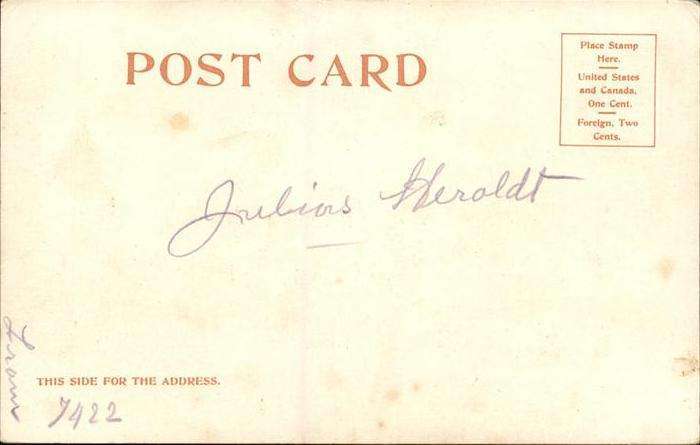 POST CARD
Place Stamp
Here.
United States
and Canada,
One Cent.
Foreign, Two
Cents.
Julius Heroldt
From
THIS SIDE FOR THE ADDRESS.
7422